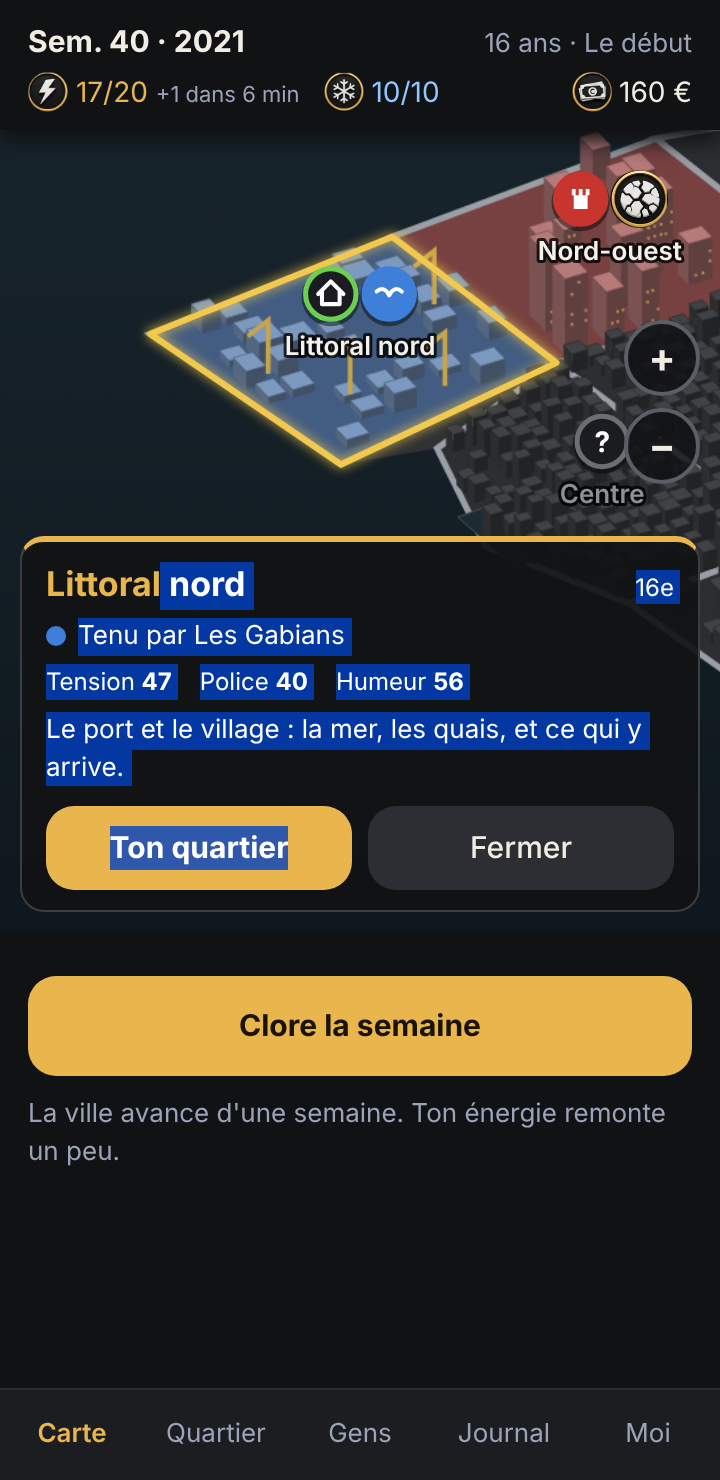 Sem. 40 · 2021
16 ans · Le début
17/20 +1 dans 6 min
10/10
160 €
Nord-ouest
Littoral nord
+
?
−
Centre
Littoral nord
16e
Tenu par Les Gabians
Tension 47 Police 40 Humeur 56
Le port et le village : la mer, les quais, et ce qui y
arrive.
Ton quartier
Fermer
Clore la semaine
La ville avance d'une semaine. Ton énergie remonte
un peu.
Carte Quartier Gens Journal Moi